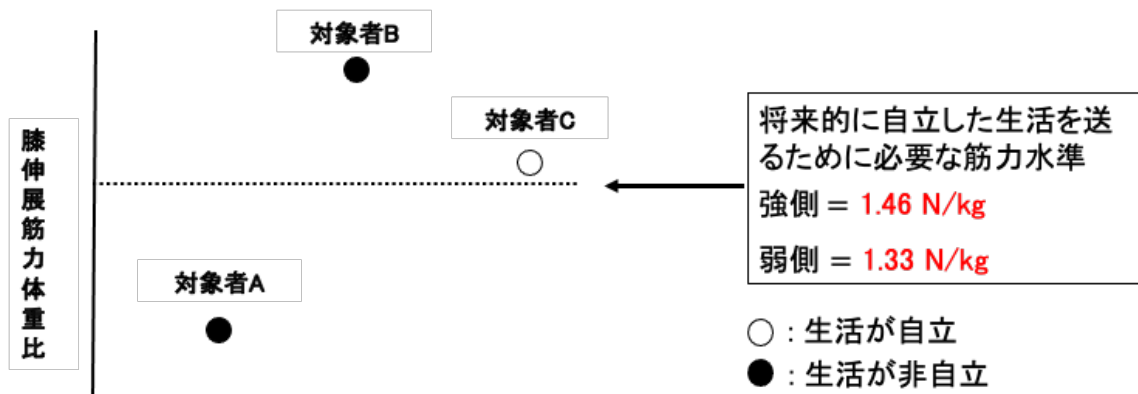 対象者B
対象者C
膝伸展筋力体重比
将来的に自立した生活を送
るために必要な筋力水準
強側 = 1.46 N/kg
弱側 = 1.33 N/kg
対象者A
○ : 生活が自立
● : 生活が非自立